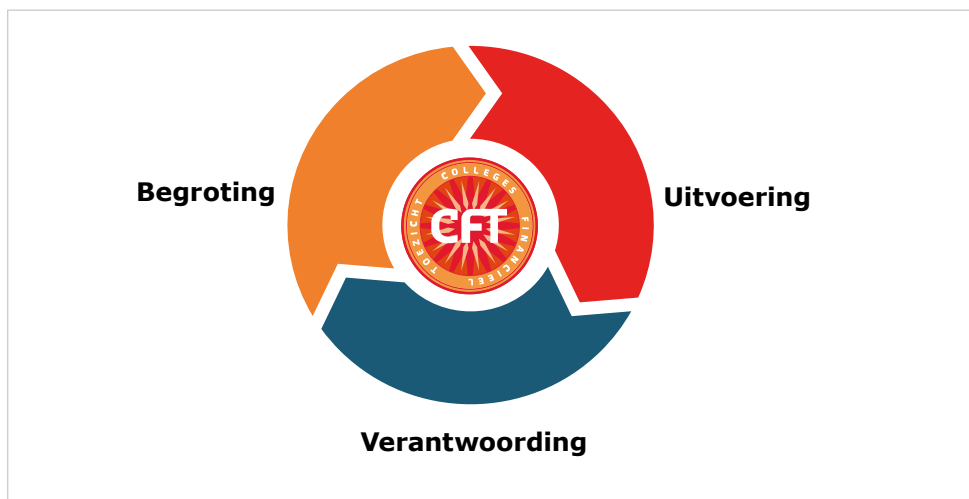 Begroting
Uitvoering
COLLEGES FINANCIEEL TOEZICHT
CFT
Verantwoording